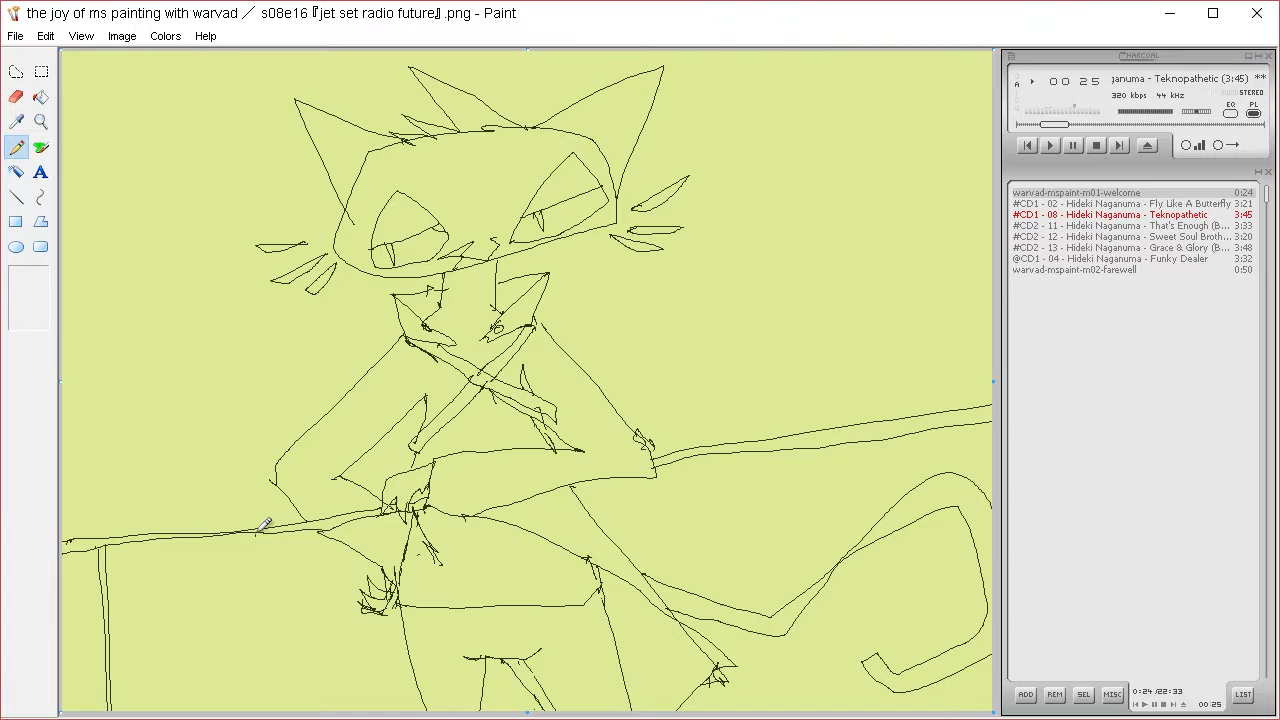 the joy of ms painting with warvad ／ s08e16『jet set radio future』.png - Paint
File Edit View Image Colors Help
CHARCOAL
A
00 25
ganuma - Teknopathetic (3:45) **
320 kbps 44 kHz STEREO
EQ PL
warvad-mspaint-m01-welcome 0:24
#CD1 - 02 - Hideki Naganuma - Fly Like A Butterfly 3:21
#CD1 - 08 - Hideki Naganuma - Teknopathetic 3:45
#CD2 - 11 - Hideki Naganuma - That's Enough (B... 3:33
#CD2 - 12 - Hideki Naganuma - Sweet Soul Broth... 3:20
#CD2 - 13 - Hideki Naganuma - Grace & Glory (B... 3:48
@CD1 - 04 - Hideki Naganuma - Funky Dealer 3:32
warvad-mspaint-m02-farewell 0:50
ADD REM SEL MISC 0:24 /22:33 LIST
00:25